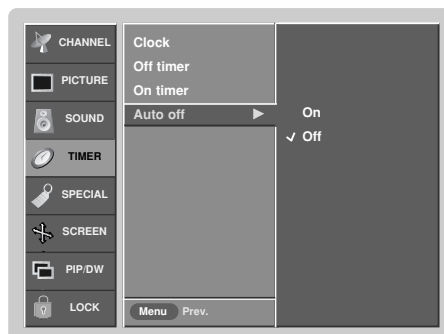 CHANNEL
PICTURE
SOUND
TIMER
SPECIAL
SCREEN
PIP/DW
LOCK
Clock
Off timer
On timer
Auto off ▶
On
✓ Off
Menu Prev.